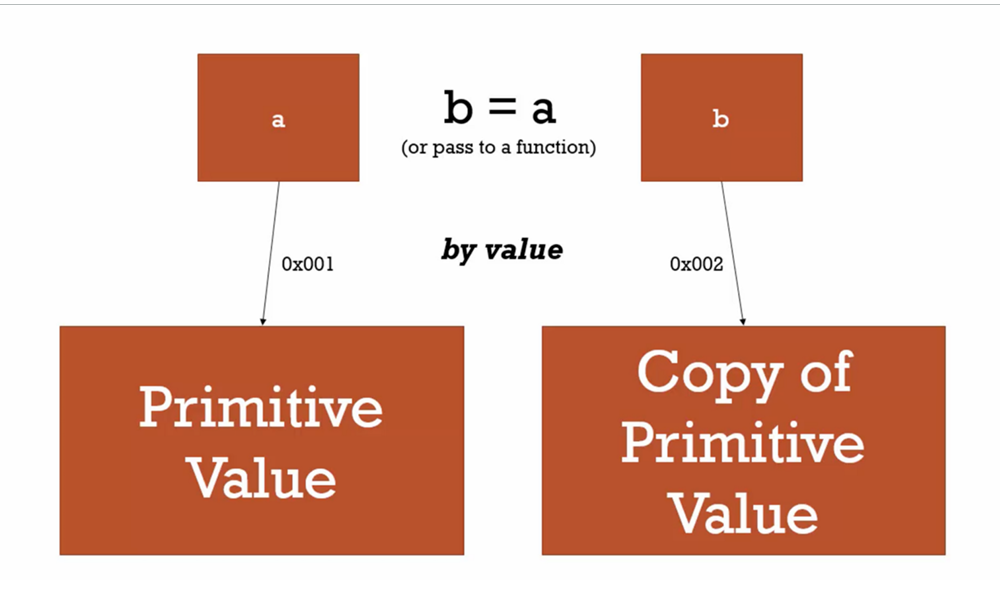 a
b = a
(or pass to a function)
b
by value
0x001
0x002
Primitive
Value
Copy of
Primitive
Value